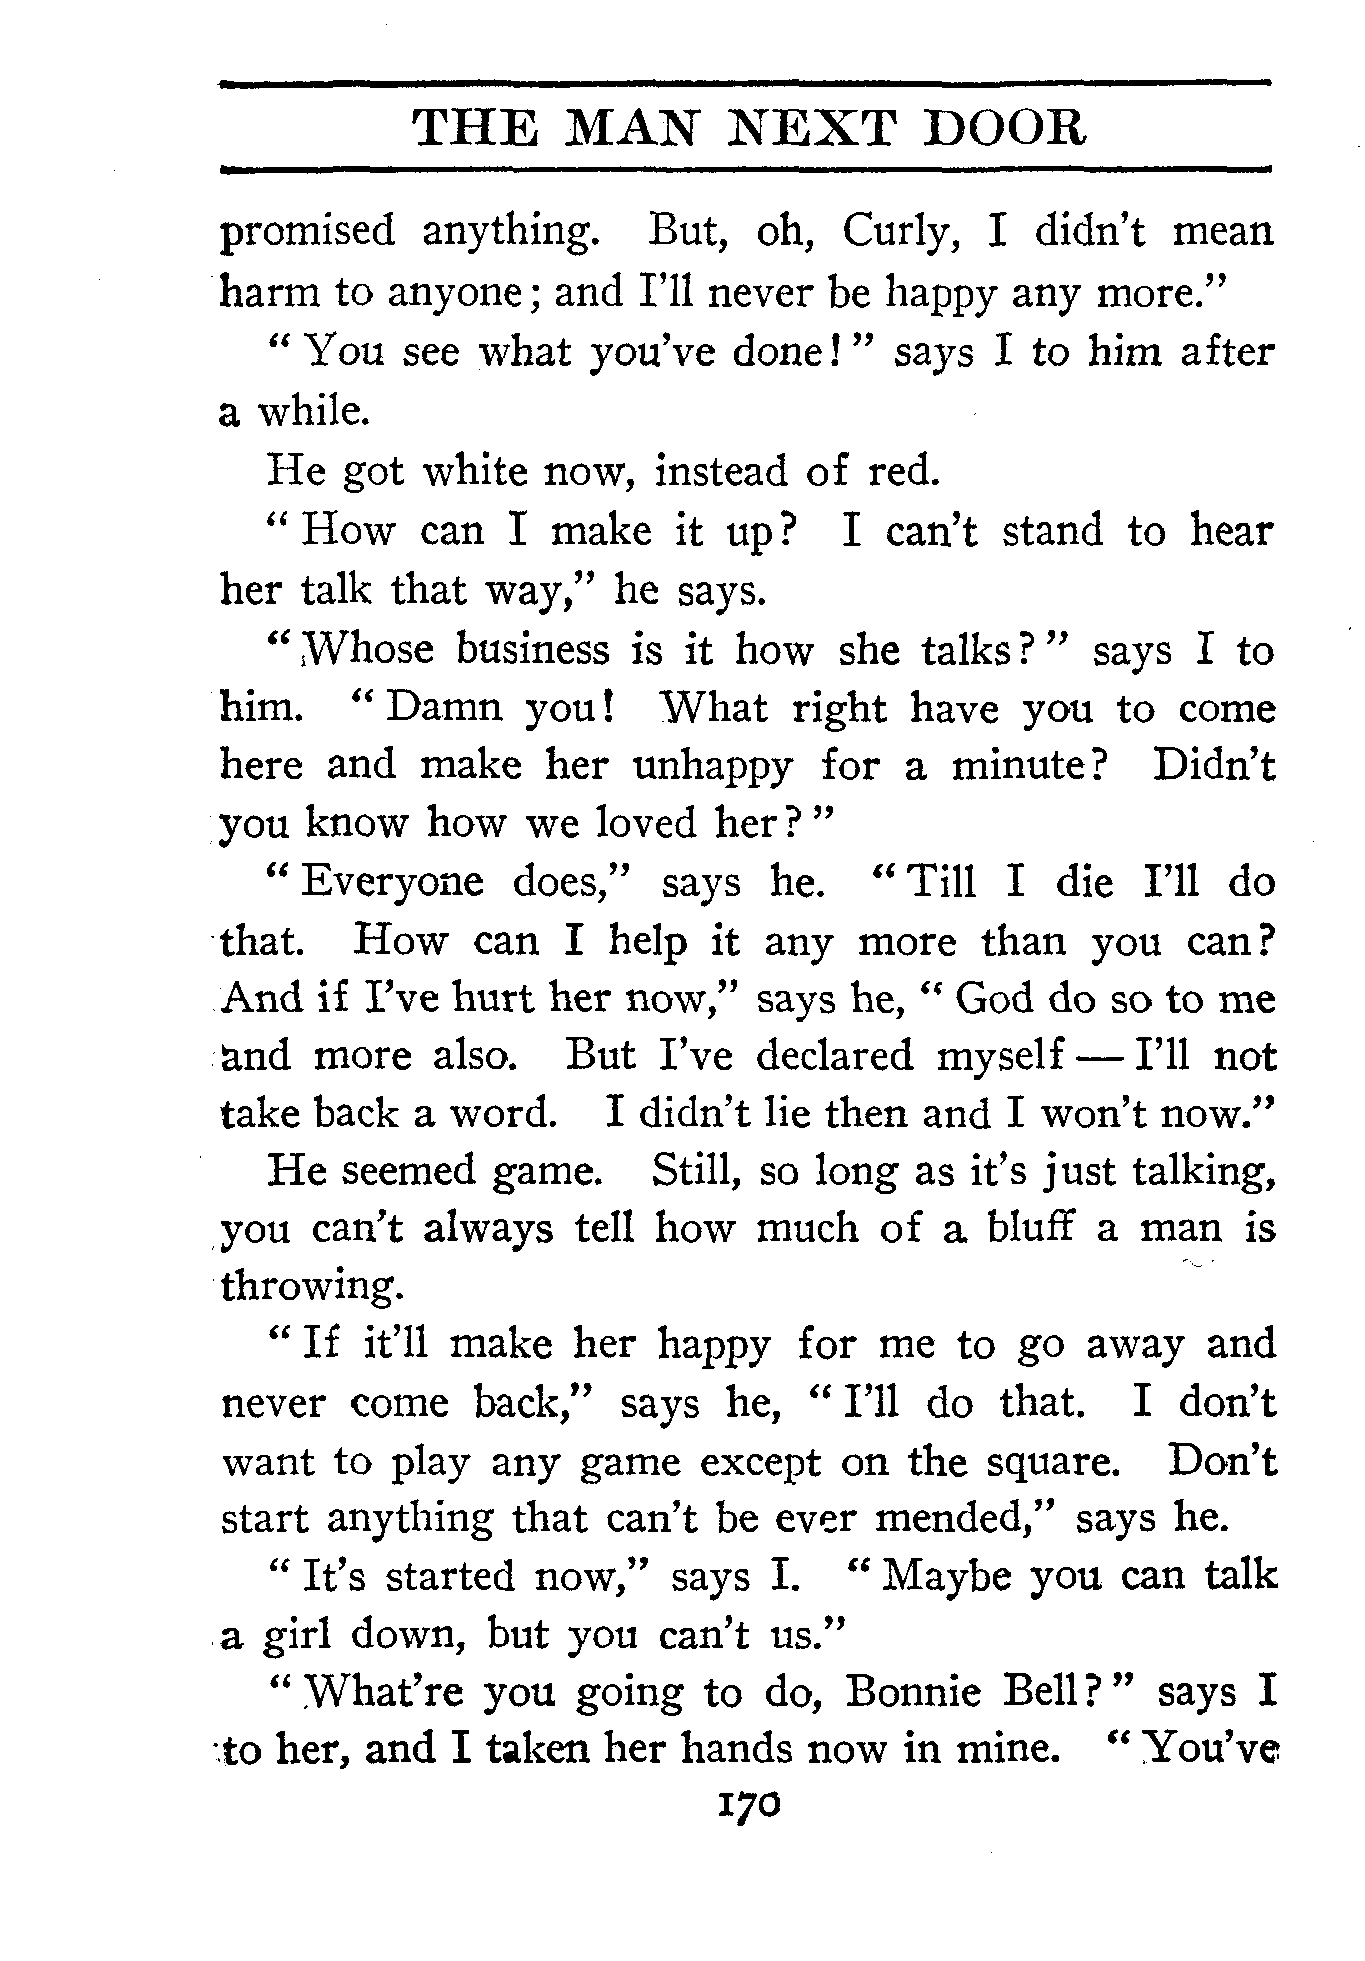 THE MAN NEXT DOOR
promised anything. But, oh, Curly, I didn't mean
harm to anyone; and I'll never be happy any more."
"You see what you've done!" says I to him after
a while.
He got white now, instead of red.
"How can I make it up? I can't stand to hear
her talk that way," he says.
"Whose business is it how she talks?" says I to
him. "Damn you! What right have you to come
here and make her unhappy for a minute? Didn't
you know how we loved her?"
"Everyone does," says he. "Till I die I'll do
that. How can I help it any more than you can?
And if I've hurt her now," says he, "God do so to me
and more also. But I've declared myself — I'll not
take back a word. I didn't lie then and I won't now."
He seemed game. Still, so long as it's just talking,
you can't always tell how much of a bluff a man is
throwing.
"If it'll make her happy for me to go away and
never come back," says he, "I'll do that. I don't
want to play any game except on the square. Don't
start anything that can't be ever mended," says he.
"It's started now," says I. "Maybe you can talk
a girl down, but you can't us."
"What're you going to do, Bonnie Bell?" says I
to her, and I taken her hands now in mine. "You've
170